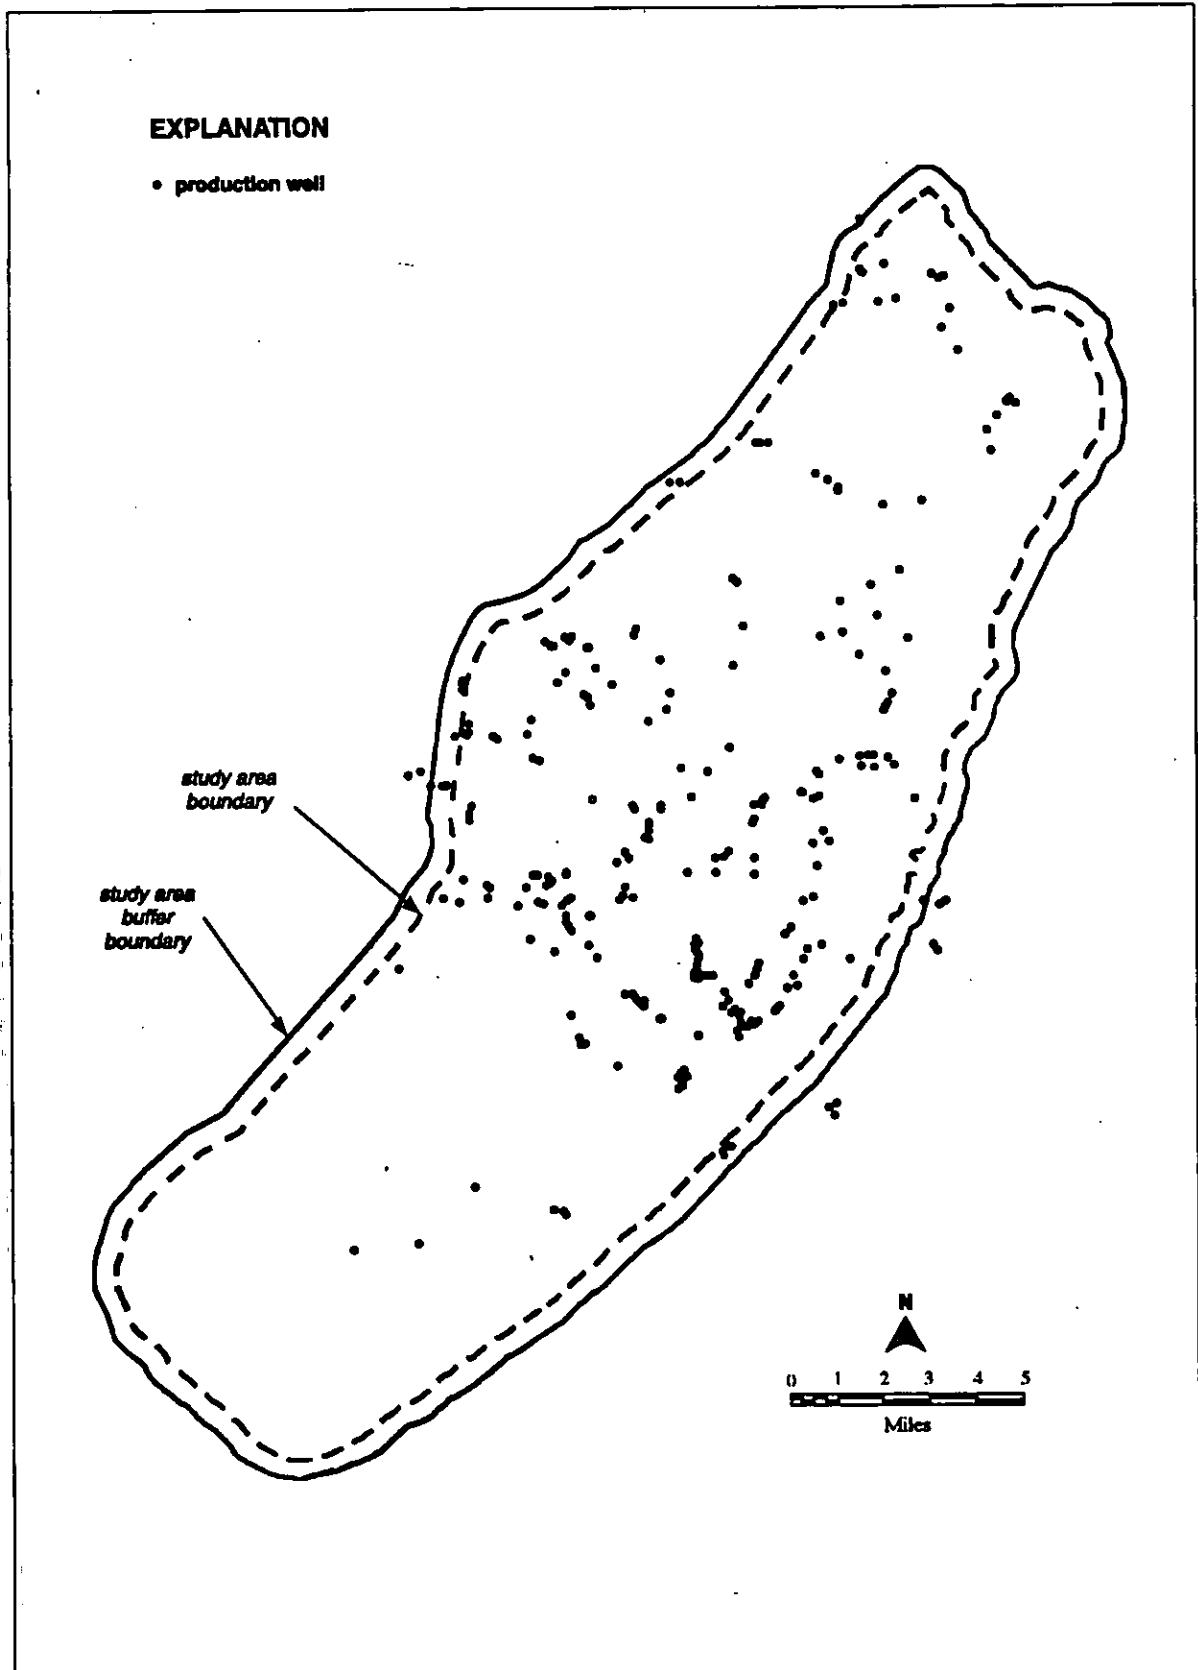 EXPLANATION
• production well
study area
boundary
study area
buffer
boundary
N
0 1 2 3 4 5
Miles